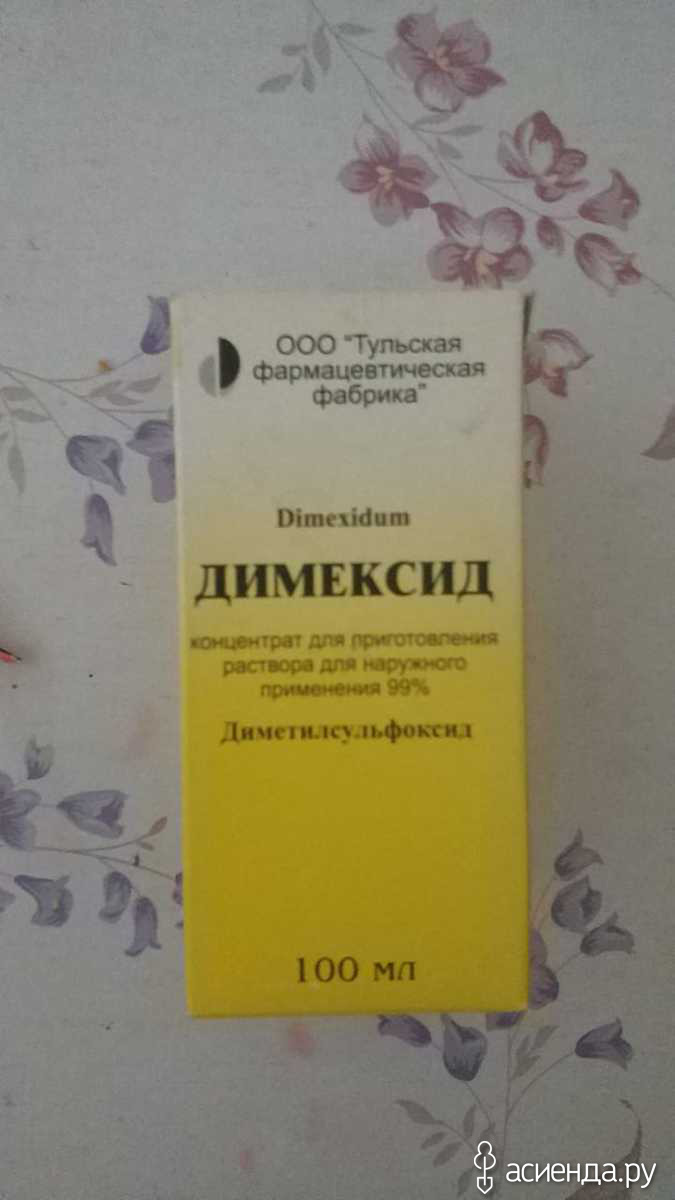 ООО "Тульская
фармацевтическая
фабрика"
Dimexidum
ДИМЕКСИД
концентрат для приготовления
раствора для наружного
применения 99%
Диметилсульфоксид
100 мл
асиенда.ру